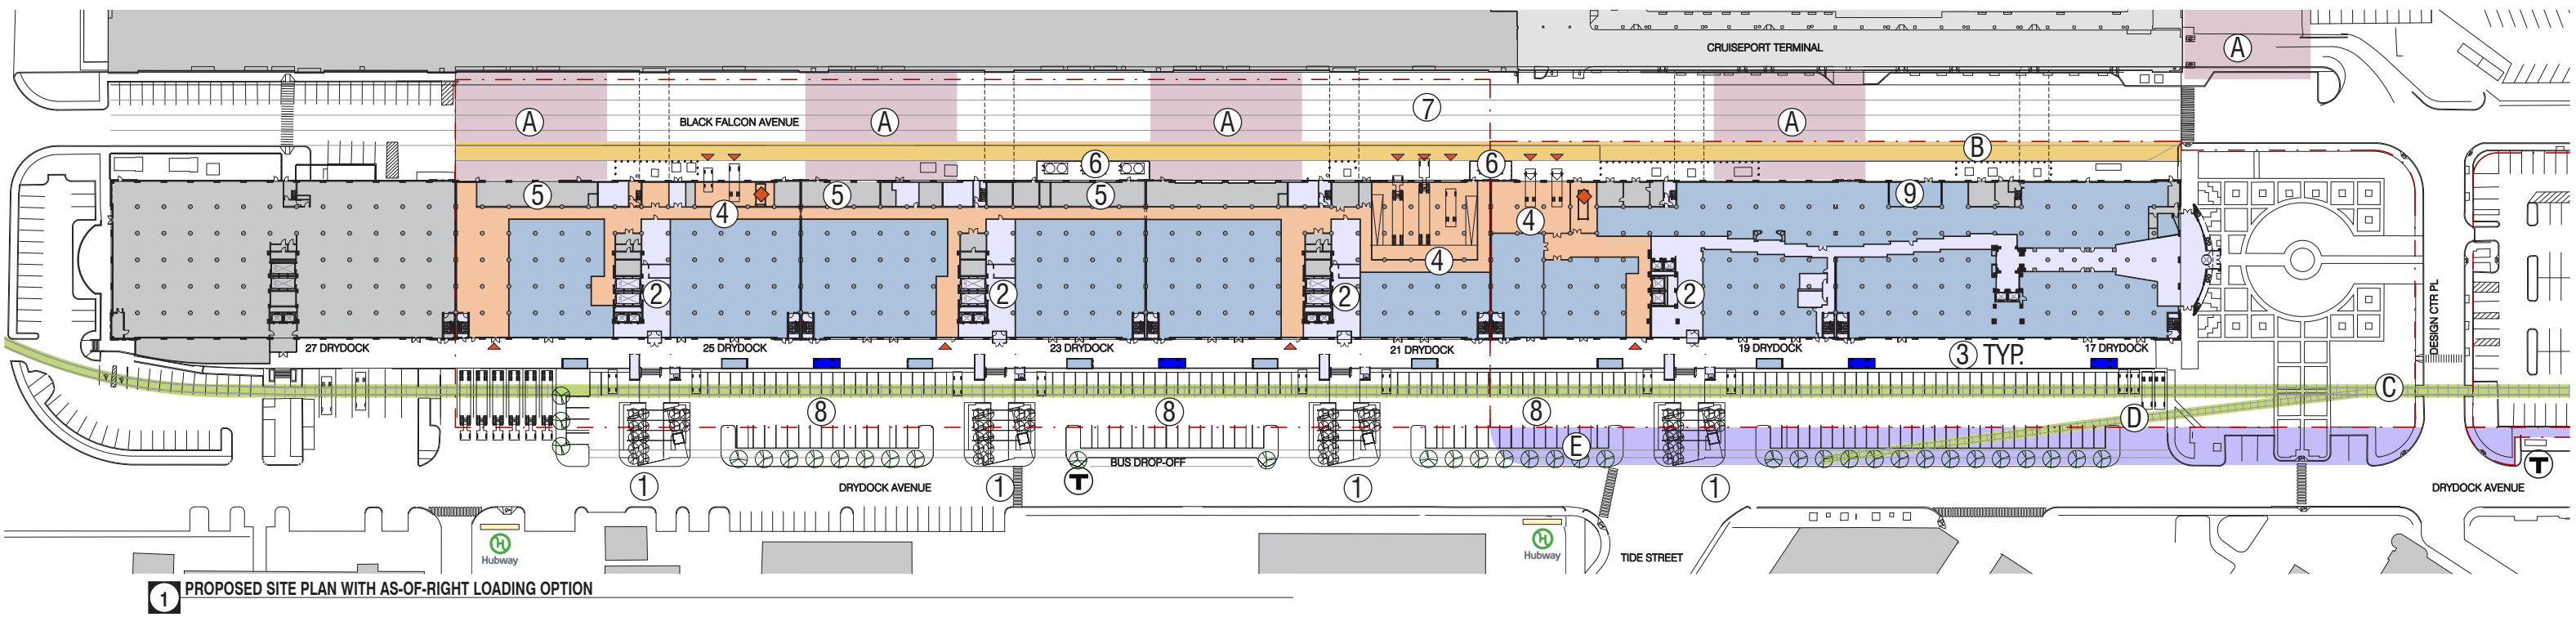 CRUISEPORT TERMINAL
A
7
A
BLACK FALCON AVENUE
A
A
A
B
6
6
5
5
5
9
4
4
4
2
2
2
2
27 DRYDOCK
25 DRYDOCK
23 DRYDOCK
21 DRYDOCK
19 DRYDOCK
3 TYP.
17 DRYDOCK
DESIGN CTR PL
C
8
8
8
D
E
BUS DROP-OFF
T
T
1
1
1
1
DRYDOCK AVENUE
DRYDOCK AVENUE
H
Hubway
H
Hubway
TIDE STREET
1 PROPOSED SITE PLAN WITH AS-OF-RIGHT LOADING OPTION